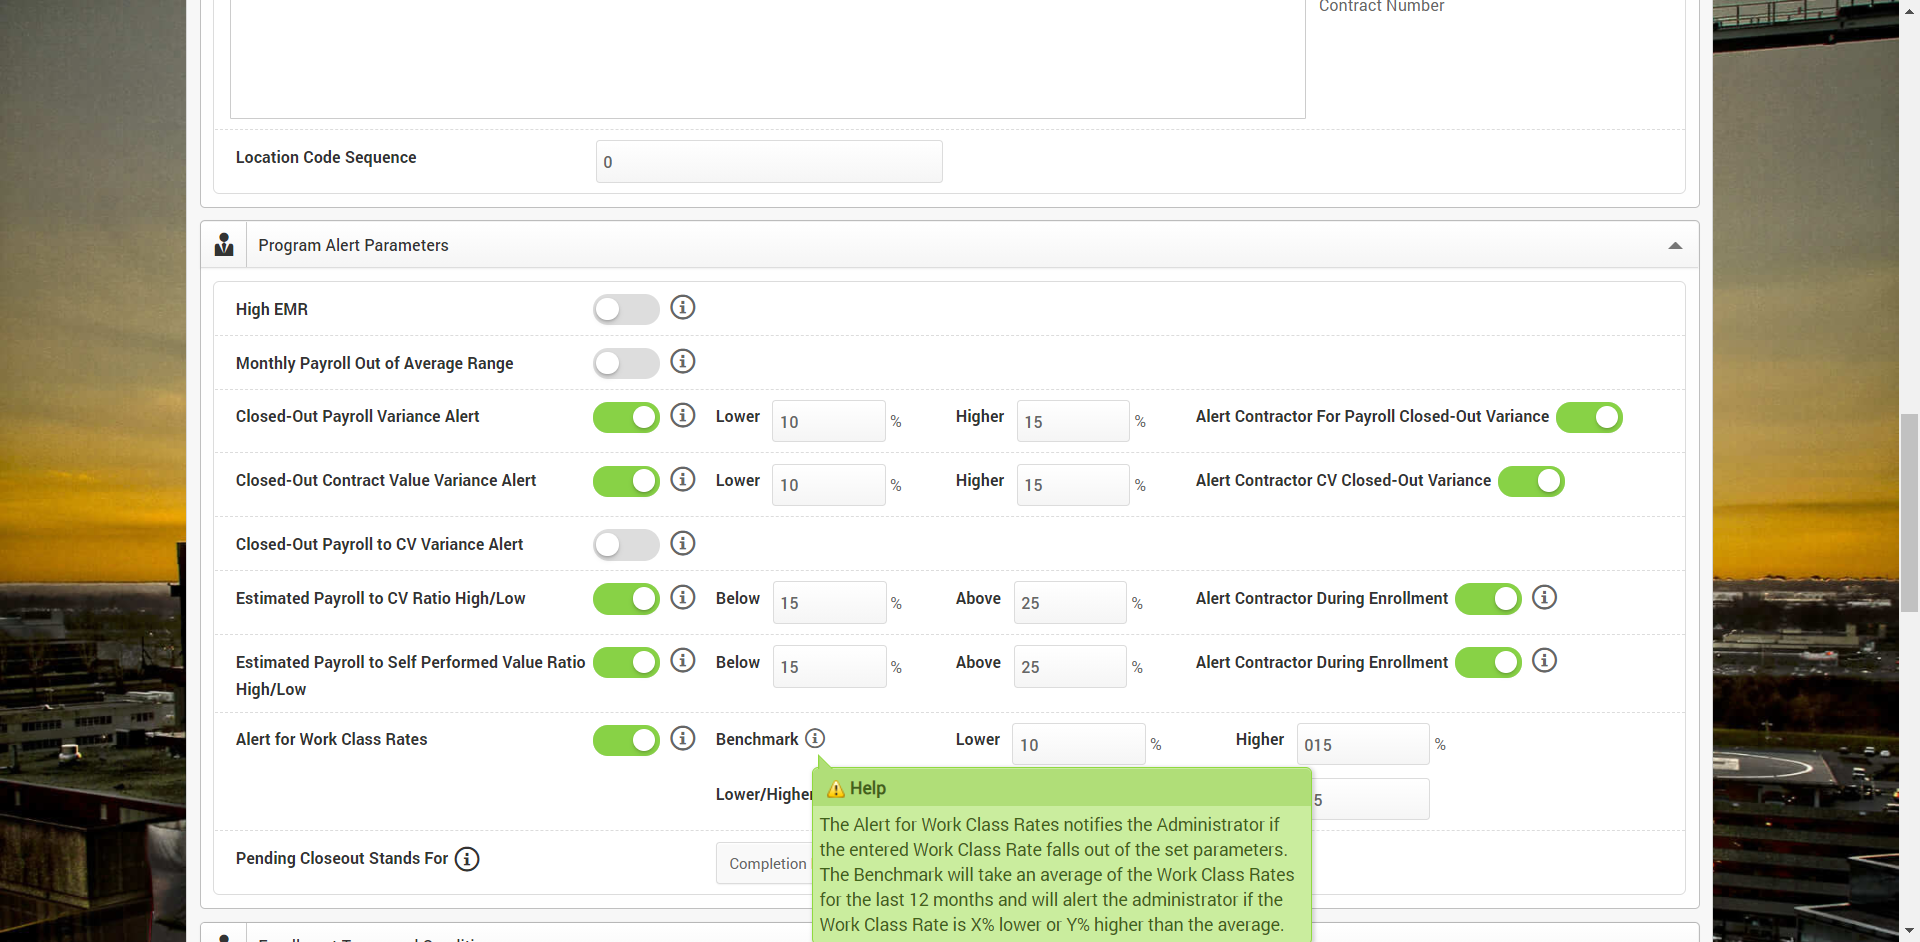 Contract Number
Location Code Sequence
0
Program Alert Parameters
High EMR
Monthly Payroll Out of Average Range
Closed-Out Payroll Variance Alert
Lower
10
%
Higher
15
%
Alert Contractor For Payroll Closed-Out Variance
Closed-Out Contract Value Variance Alert
Lower
10
%
Higher
15
%
Alert Contractor CV Closed-Out Variance
Closed-Out Payroll to CV Variance Alert
Estimated Payroll to CV Ratio High/Low
Below
15
%
Above
25
%
Alert Contractor During Enrollment
Estimated Payroll to Self Performed Value Ratio
High/Low
Below
15
%
Above
25
%
Alert Contractor During Enrollment
Alert for Work Class Rates
Benchmark
Lower
10
%
Higher
015
%
Lower/Higher
5
Help
The Alert for Work Class Rates notifies the Administrator if
the entered Work Class Rate falls out of the set parameters.
The Benchmark will take an average of the Work Class Rates
for the last 12 months and will alert the administrator if the
Work Class Rate is X% lower or Y% higher than the average.
Pending Closeout Stands For
Completion